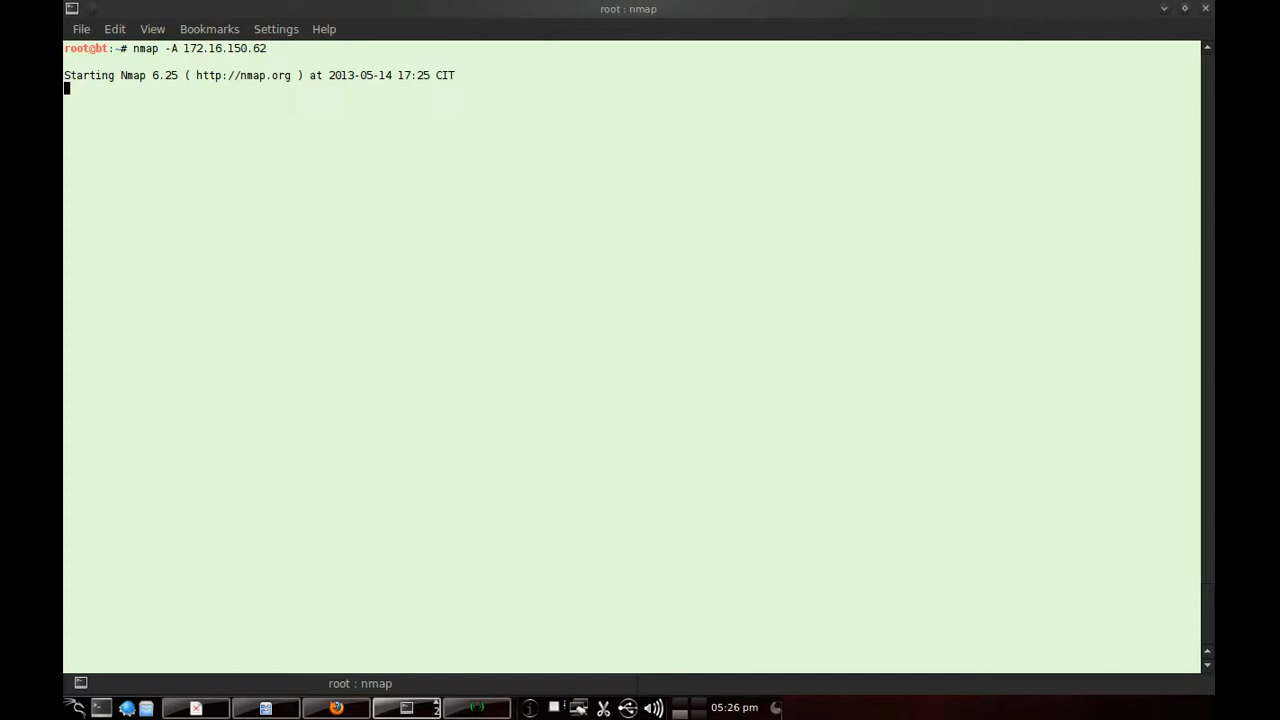 root : nmap
File Edit View Bookmarks Settings Help
root@bt:~# nmap -A 172.16.150.62
Starting Nmap 6.25 ( http://nmap.org ) at 2013-05-14 17:25 CIT
root : nmap
2
05:26 pm